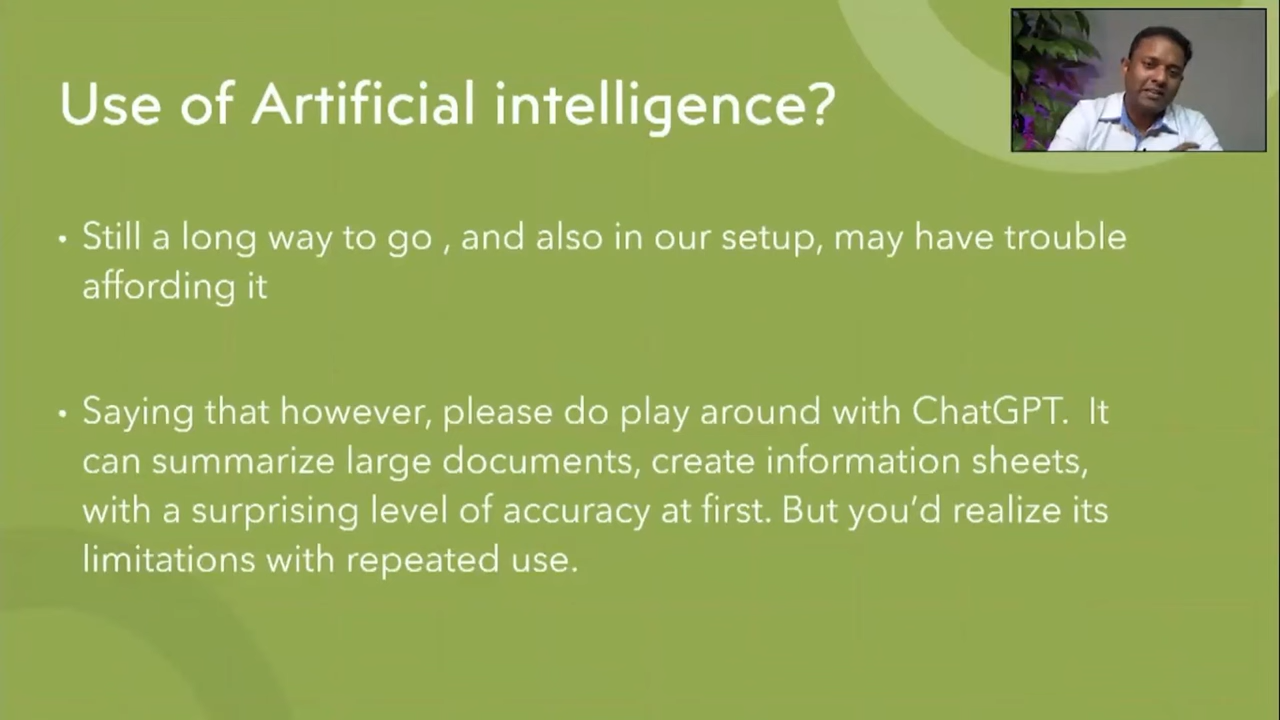 Use of Artificial intelligence?
• Still a long way to go , and also in our setup, may have trouble
affording it
• Saying that however, please do play around with ChatGPT.  It
can summarize large documents, create information sheets,
with a surprising level of accuracy at first. But you’d realize its
limitations with repeated use.